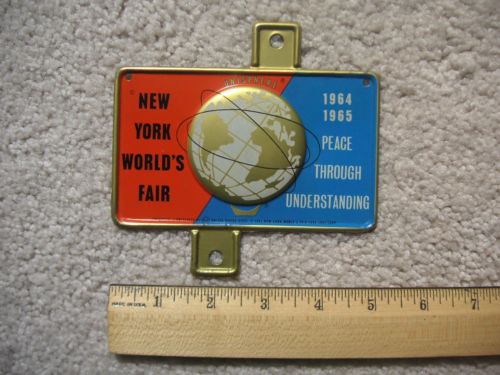 UNISPHERE
NEW
YORK
WORLD'S
FAIR
1964
1965
PEACE
THROUGH
UNDERSTANDING
1 2 3 4 5 6 7
MADE IN U.S.A.